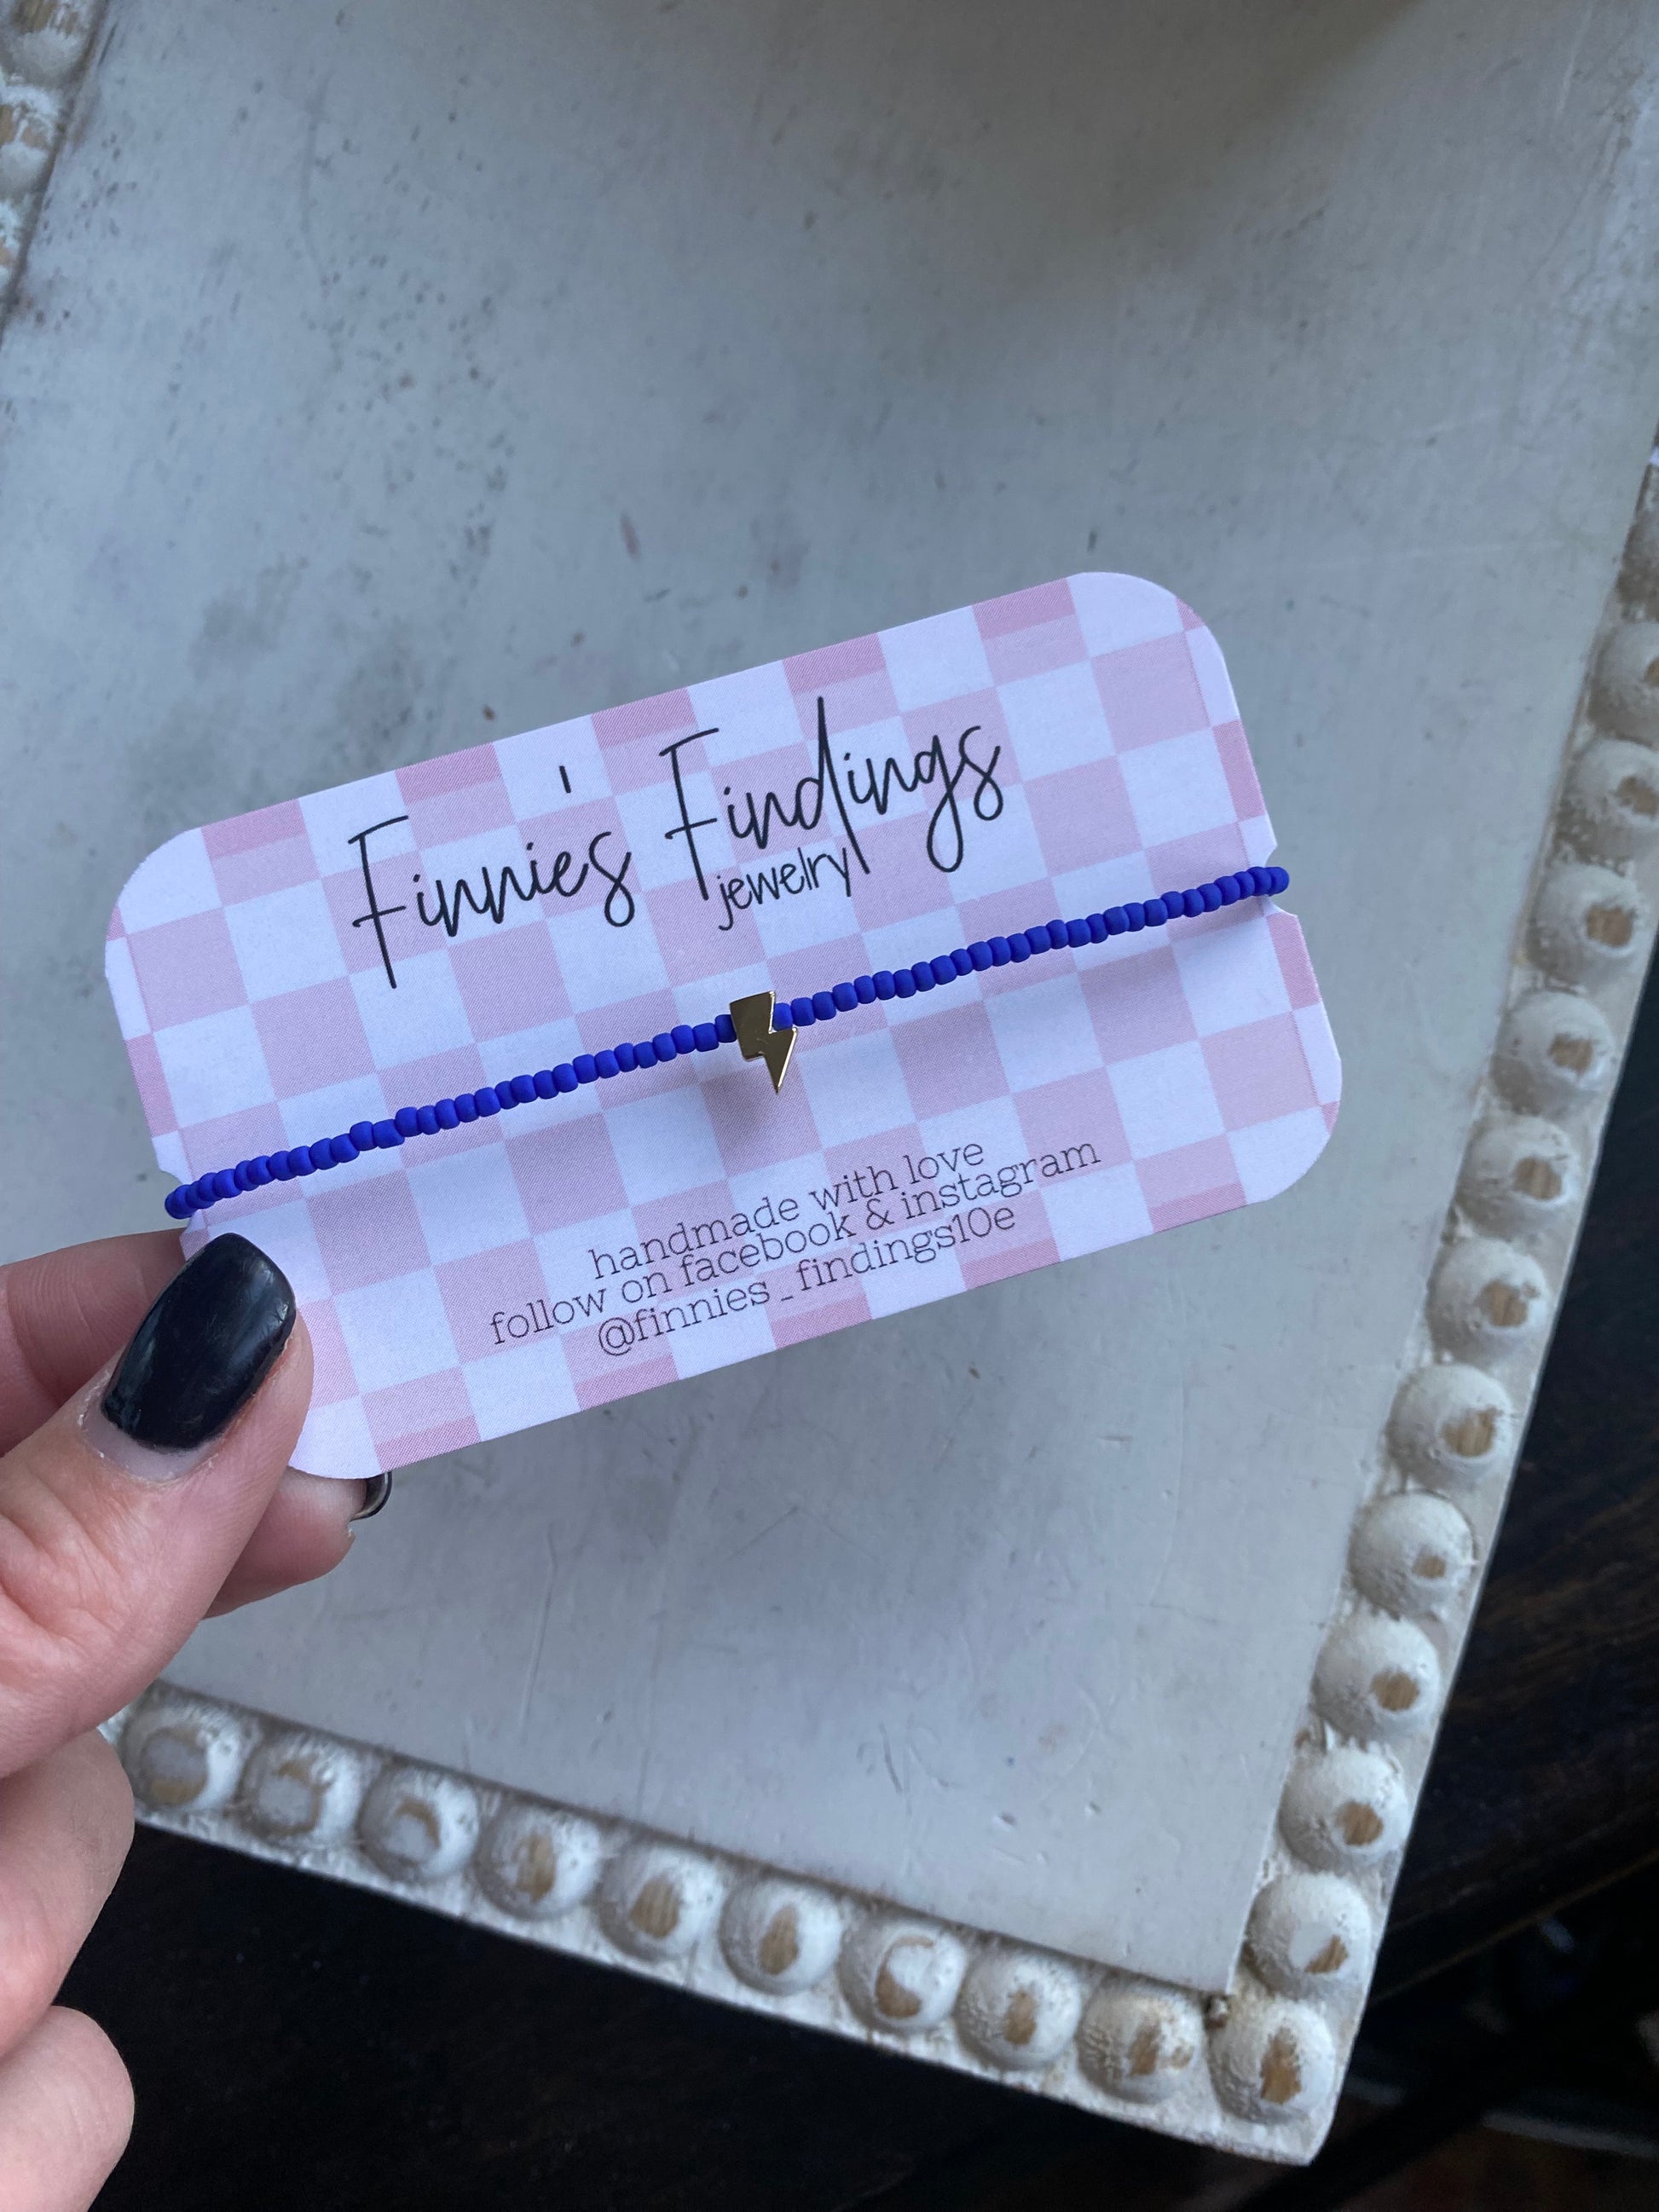 Finnie's Findings
jewelry
handmade with love
follow on facebook & instagram
@finnies_findings10e